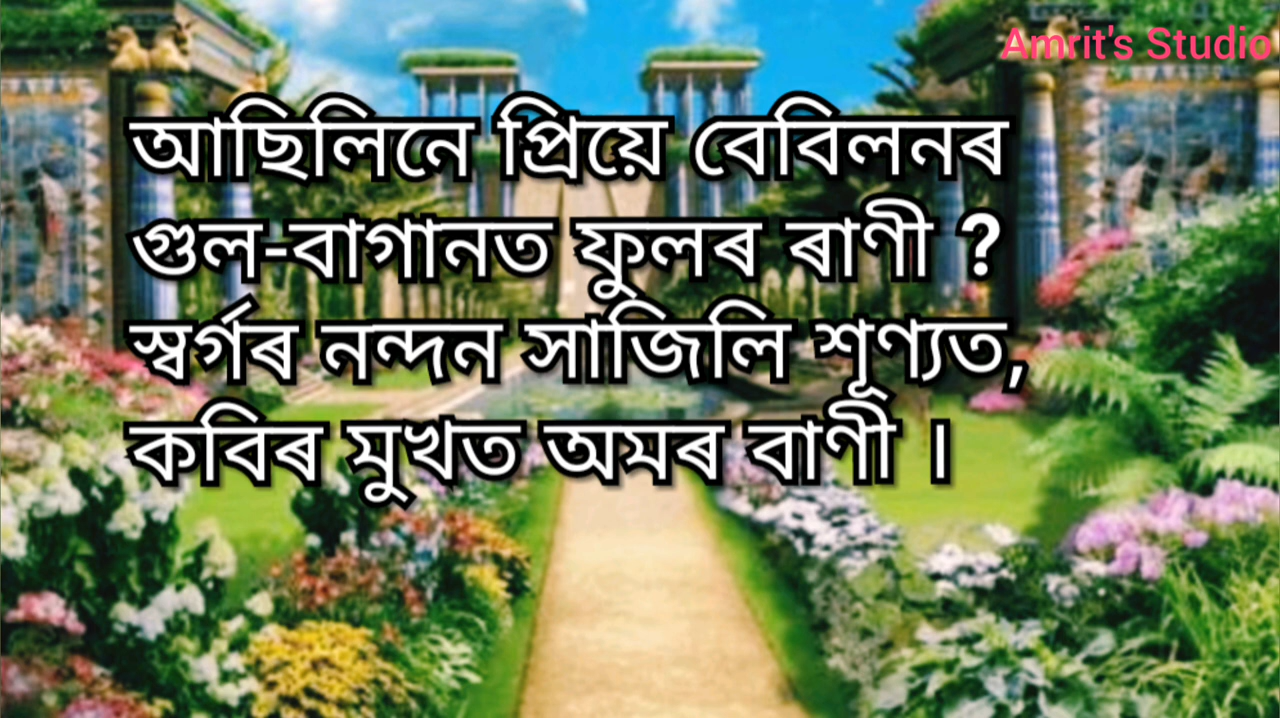 Amrit's Studio
আছিলিনে প্ৰিয়ে বেবিলনৰ
গুল-বাগানত ফুলৰ ৰাণী ?
স্বৰ্গৰ নন্দন সাজিলি শূণ্যত,
কবিৰ মুখত অমৰ বাণী ।